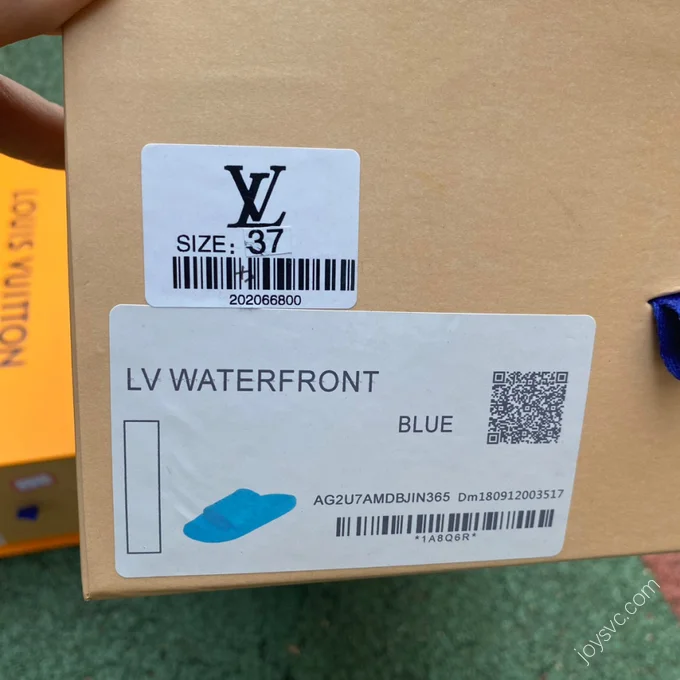 LOUIS VUITTON
LV
SIZE: 37
202066800
LV WATERFRONT
BLUE
AG2U7AMDBJIN365 Dm180912003517
*1A8Q6R*
joysvc.com